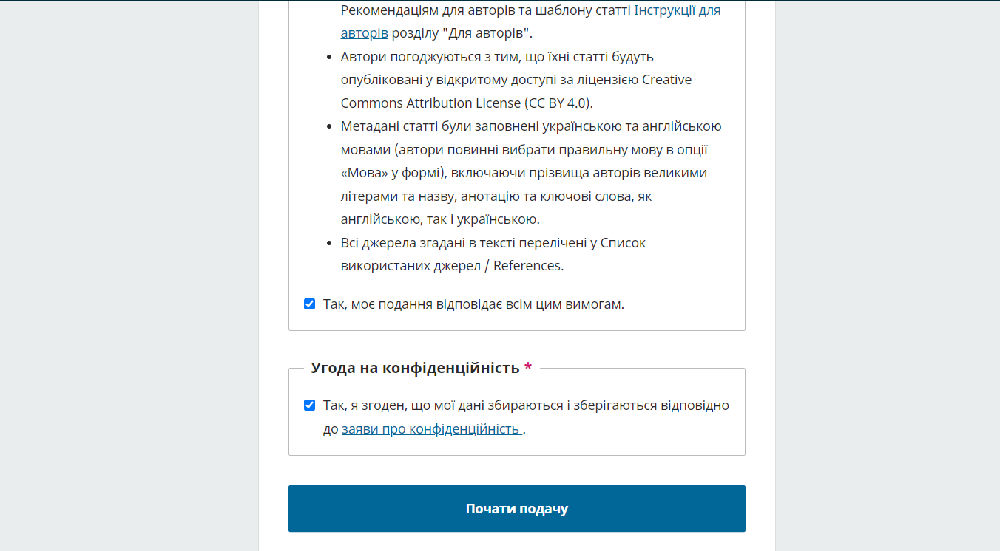 Рекомендаціям для авторів та шаблону статті Інструкції для
авторів розділу "Для авторів".
Автори погоджуються з тим, що їхні статті будуть
опубліковані у відкритому доступі за ліцензією Creative
Commons Attribution License (CC BY 4.0).
Метадані статті були заповнені українською та англійською
мовами (автори повинні вибрати правильну мову в опції
«Мова» у формі), включаючи прізвища авторів великими
літерами та назву, анотацію та ключові слова, як
англійською, так і українською.
Всі джерела згадані в тексті перелічені у Список
використаних джерел / References.
Так, моє подання відповідає всім цим вимогам.
Угода на конфіденційність *
Так, я згоден, що мої дані збираються і зберігаються відповідно
до заяви про конфіденційність .
Почати подачу